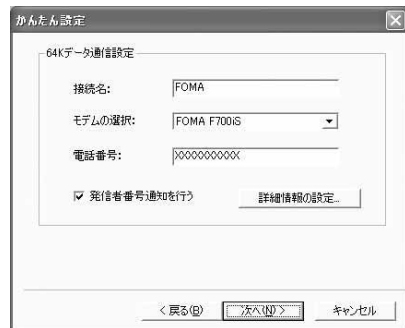 かんたん設定
64Kデータ通信設定
接続名: FOMA
モデムの選択: FOMA F700iS
電話番号: XXXXXXXXXX
発信者番号通知を行う 詳細情報の設定...
< 戻る(B) 次へ(N) > キャンセル